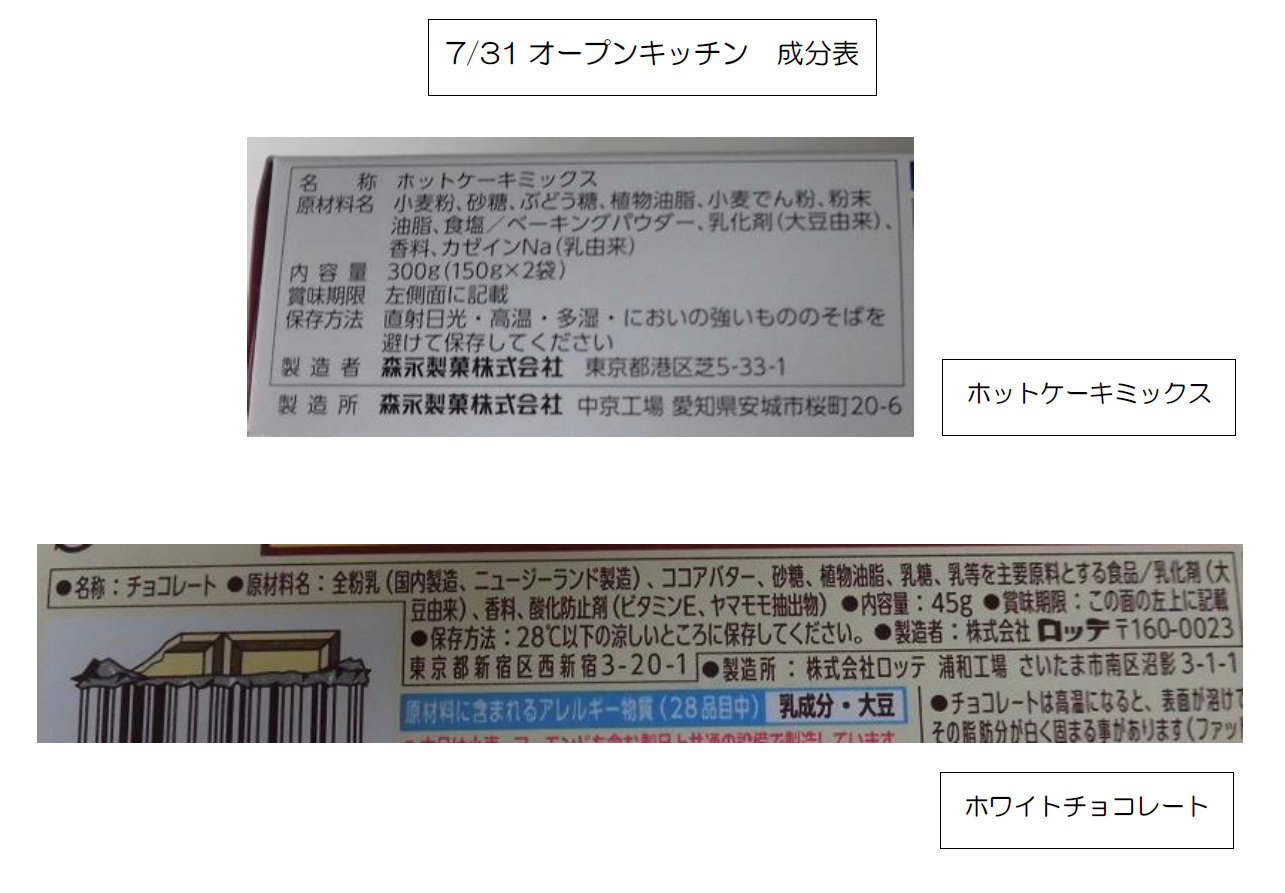 7/31 オープンキッチン 成分表
名 称 ホットケーキミックス
原材料名 小麦粉、砂糖、ぶどう糖、植物油脂、小麦でん粉、粉末
油脂、食塩/ベーキングパウダー、乳化剤(大豆由来)、
香料、カゼインNa(乳由来)
内容量 300g(150g×2袋)
賞味期限 左側面に記載
保存方法 直射日光・高温・多湿・においの強いもののそばを
避けて保存してください
製造者 森永製菓株式会社 東京都港区芝5-33-1
製造所 森永製菓株式会社 中京工場 愛知県安城市桜町20-6
ホットケーキミックス
●名称：チョコレート ●原材料名：全粉乳(国内製造、ニュージーランド製造)、ココアバター、砂糖、植物油脂、乳糖、乳等を主要原料とする食品/乳化剤(大
豆由来)、香料、酸化防止剤(ビタミンE、ヤマモモ抽出物) ●内容量：45g ●賞味期限：この面の左上に記載
●保存方法：28℃以下の涼しいところに保存してください。●製造者：株式会社ロッテ 〒160-0023
東京都新宿区西新宿3-20-1 ●製造所：株式会社ロッテ 浦和工場 さいたま市南区沼影3-1-1
原材料に含まれるアレルギー物質(28品目中) 乳成分・大豆
●チョコレートは高温になると、表面が溶けて
その脂肪分が白く固まる事があります(ファッ
ホワイトチョコレート